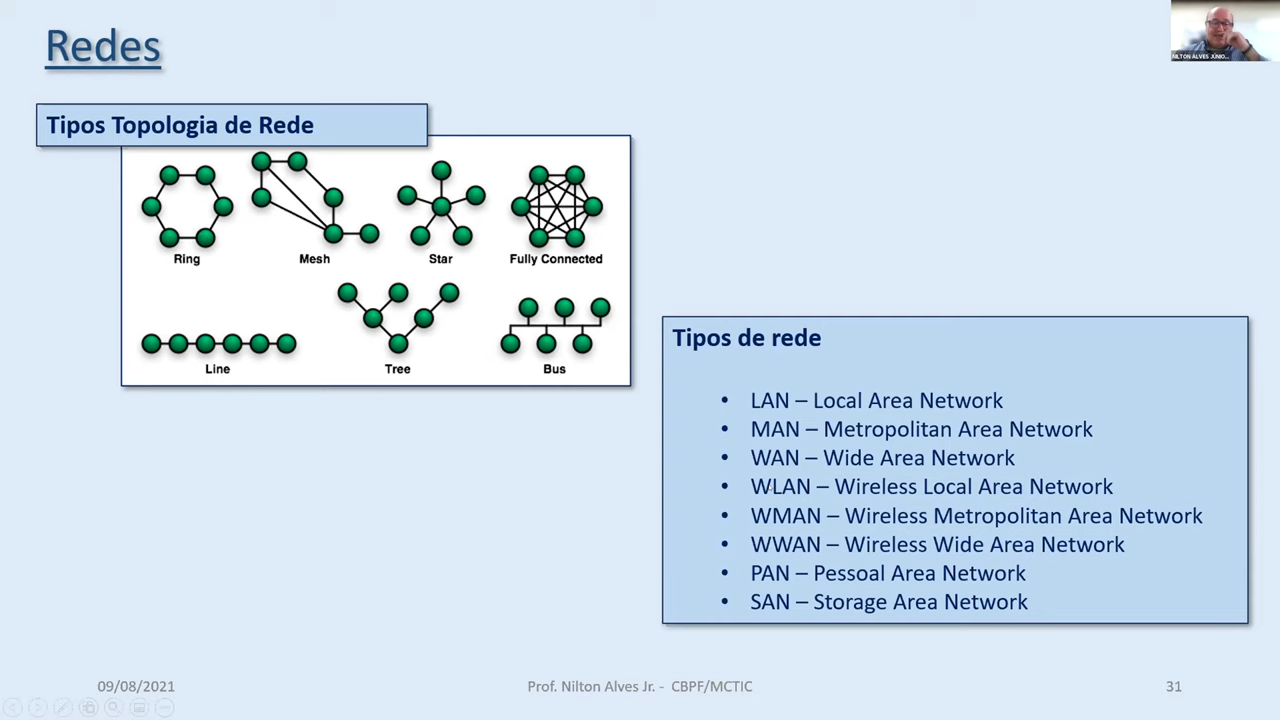 Redes
NILTON ALVES JÚNIO...
Tipos Topologia de Rede
Ring
Mesh
Star
Fully Connected
Line
Tree
Bus
Tipos de rede
• LAN – Local Area Network
• MAN – Metropolitan Area Network
• WAN – Wide Area Network
• WLAN – Wireless Local Area Network
• WMAN – Wireless Metropolitan Area Network
• WWAN – Wireless Wide Area Network
• PAN – Pessoal Area Network
• SAN – Storage Area Network
09/08/2021
Prof. Nilton Alves Jr. - CBPF/MCTIC
31